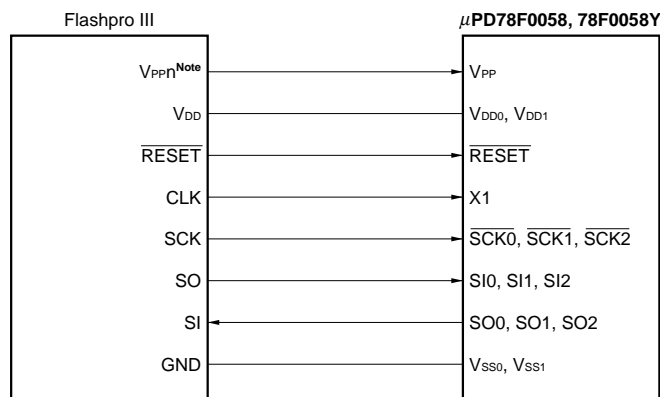 Flashpro III μPD78F0058, 78F0058Y
VPPnNote VPP
VDD VDD0, VDD1
RESET RESET
CLK X1
SCK SCK0, SCK1, SCK2
SO SI0, SI1, SI2
SI SO0, SO1, SO2
GND VSS0, VSS1